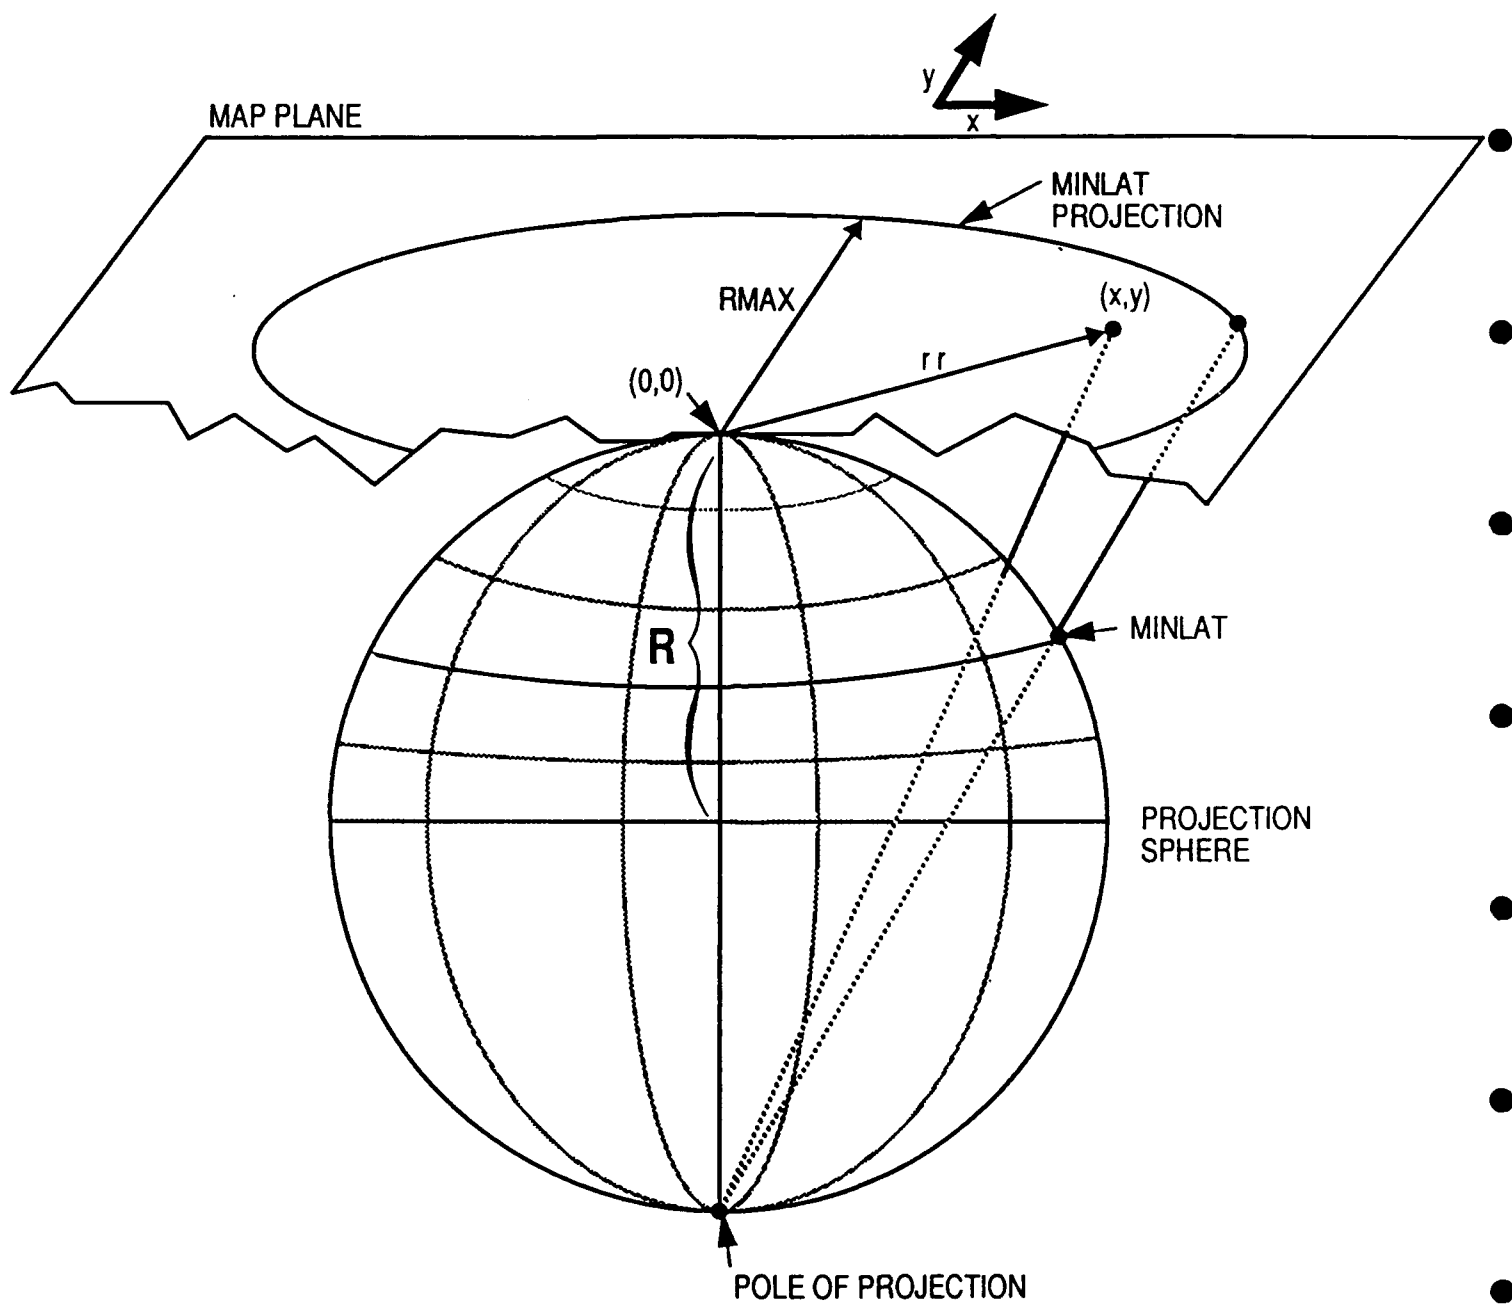 y
x
MAP PLANE
MINLAT
PROJECTION
RMAX
(x,y)
r r
(0,0)
R
MINLAT
PROJECTION
SPHERE
POLE OF PROJECTION